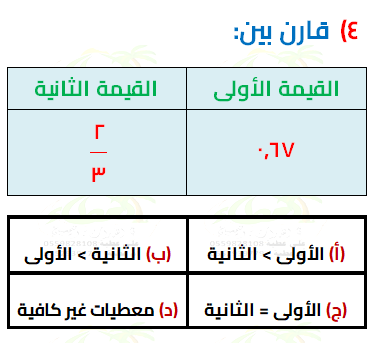 ٤) قارن بين:
القيمة الأولى القيمة الثانية
٠,٦٧ ٢/٣
(أ) الأولى > الثانية (ب) الثانية > الأولى
(ج) الأولى = الثانية (د) معطيات غير كافية